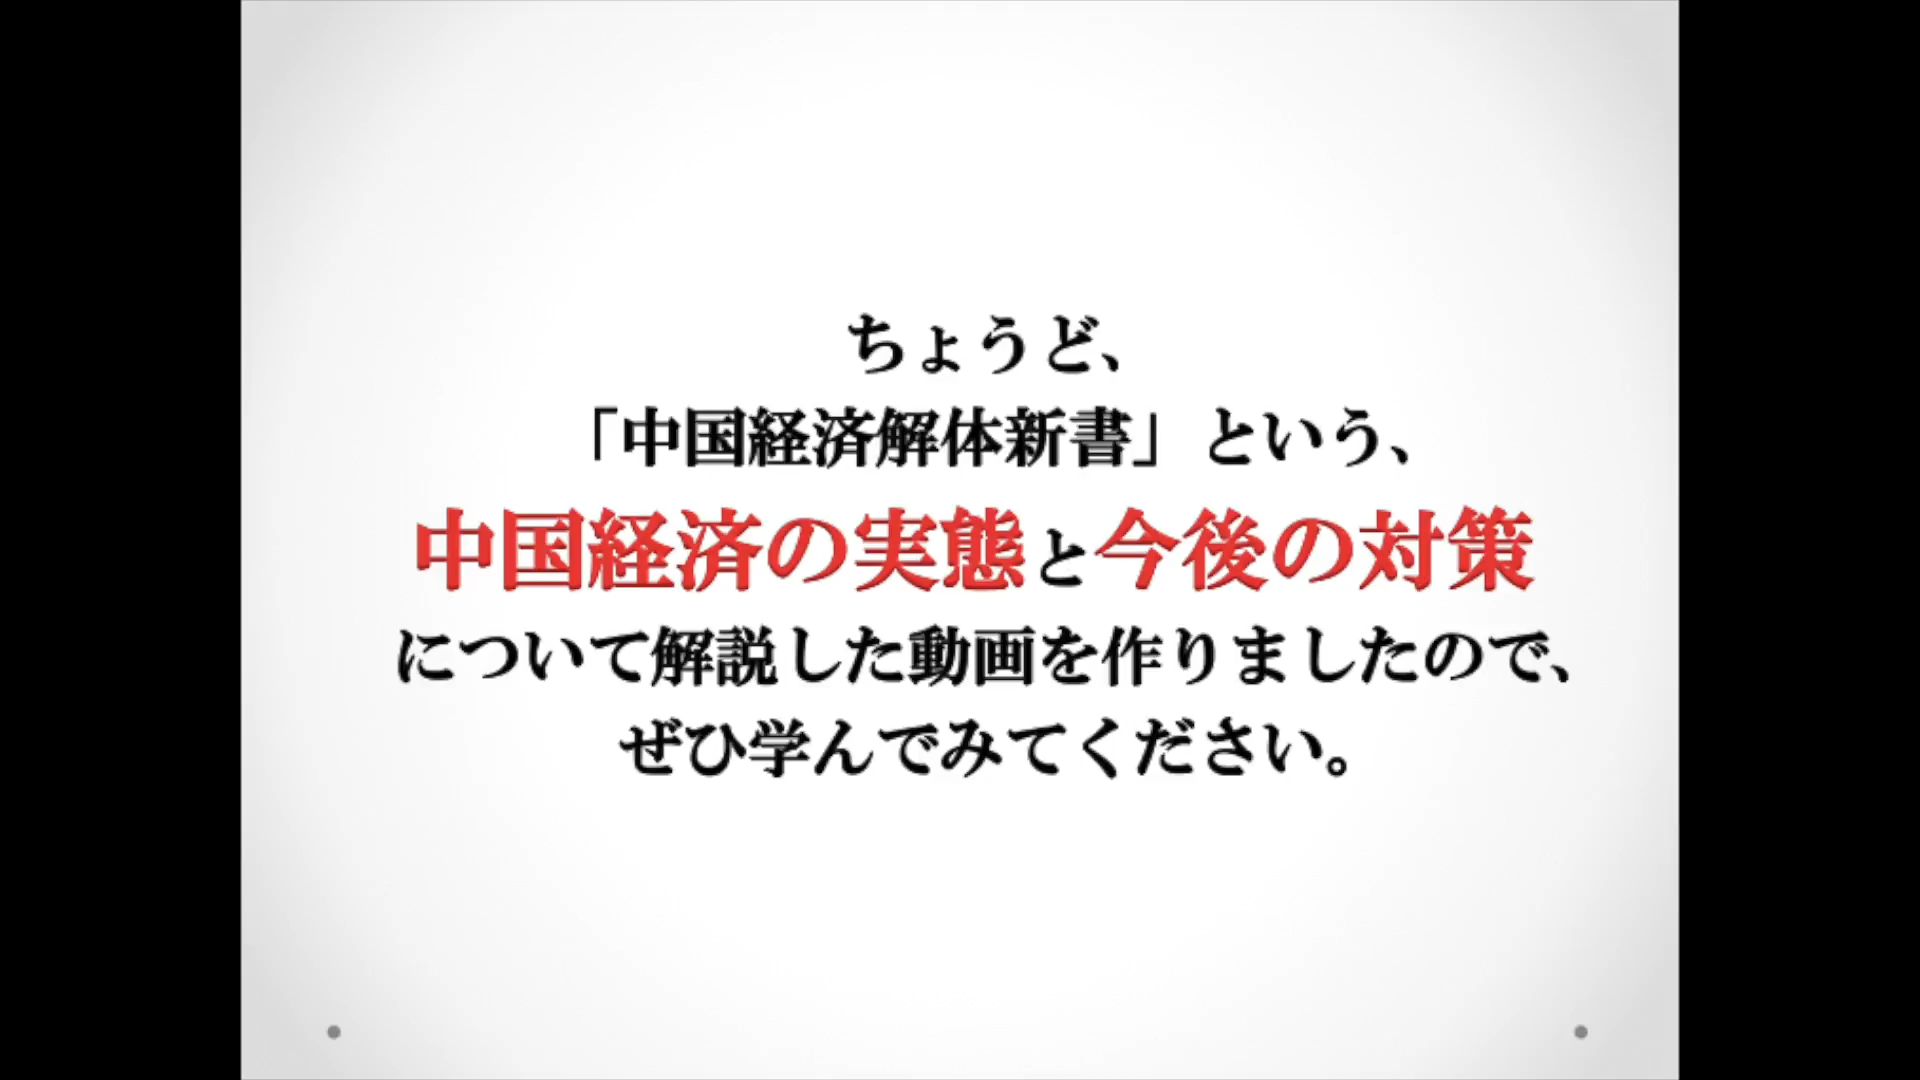 ちょうど、
「中国経済解体新書」という、
中国経済の実態と今後の対策
について解説した動画を作りましたので、
ぜひ学んでみてください。